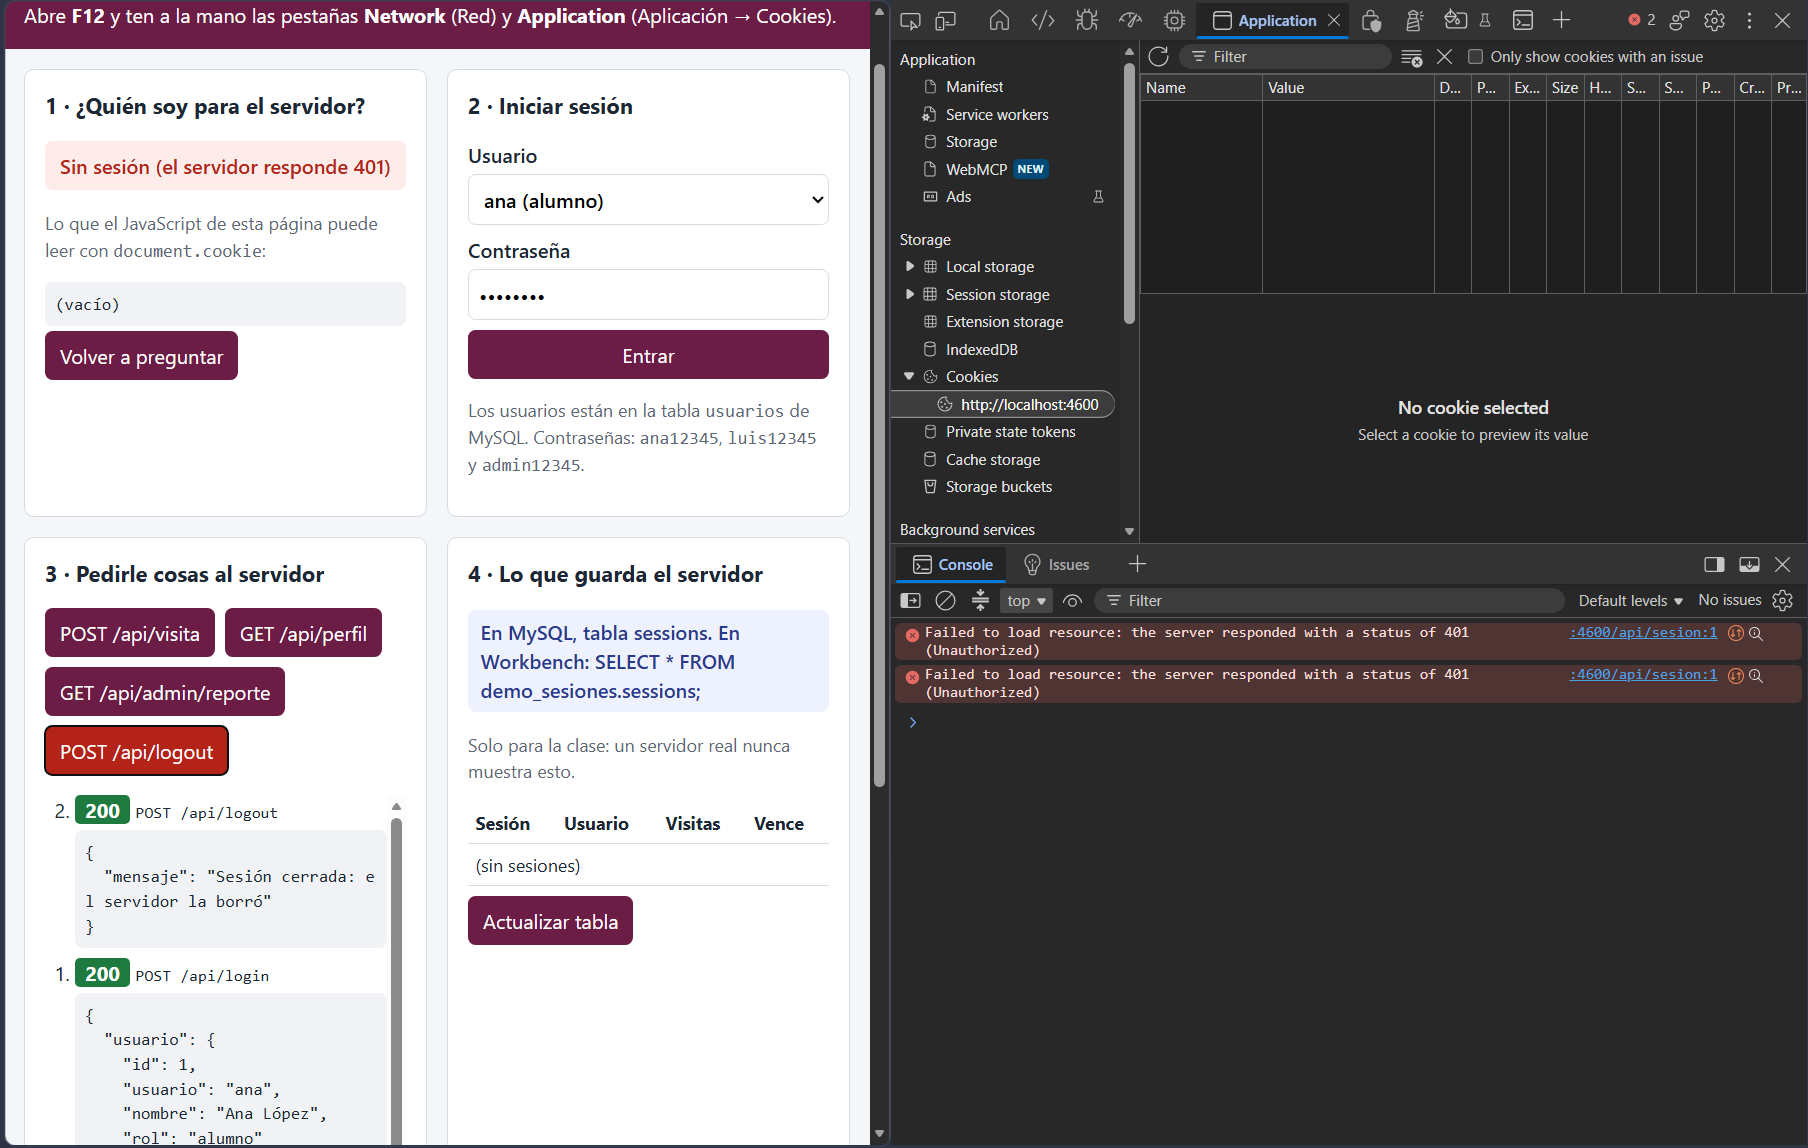 Abre F12 y ten a la mano las pestañas Network (Red) y Application (Aplicación → Cookies).
1 · ¿Quién soy para el servidor?
Sin sesión (el servidor responde 401)
Lo que el JavaScript de esta página puede
leer con document.cookie:
(vacío)
Volver a preguntar
2 · Iniciar sesión
Usuario
ana (alumno)
Contraseña
••••••••
Entrar
Los usuarios están en la tabla usuarios de
MySQL. Contraseñas: ana12345, luis12345
y admin12345.
3 · Pedirle cosas al servidor
POST /api/visita
GET /api/perfil
GET /api/admin/reporte
POST /api/logout
2. 200 POST /api/logout
{
"mensaje": "Sesión cerrada: e
l servidor la borró"
}
1. 200 POST /api/login
{
"usuario": {
"id": 1,
"usuario": "ana",
"nombre": "Ana López",
"rol": "alumno"
4 · Lo que guarda el servidor
En MySQL, tabla sessions. En
Workbench: SELECT * FROM
demo_sesiones.sessions;
Solo para la clase: un servidor real nunca
muestra esto.
Sesión Usuario Visitas Vence
(sin sesiones)
Actualizar tabla
Application
2
Application
Manifest
Service workers
Storage
WebMCP NEW
Ads
Storage
Local storage
Session storage
Extension storage
IndexedDB
Cookies
http://localhost:4600
Private state tokens
Cache storage
Storage buckets
Background services
Filter
Only show cookies with an issue
Name Value D... P... Ex... Size H... S... S... P... Cr... Pr...
No cookie selected
Select a cookie to preview its value
Console
Issues
top
Filter
Default levels
No issues
Failed to load resource: the server responded with a status of 401 :4600/api/sesion:1
(Unauthorized)
Failed to load resource: the server responded with a status of 401 :4600/api/sesion:1
(Unauthorized)